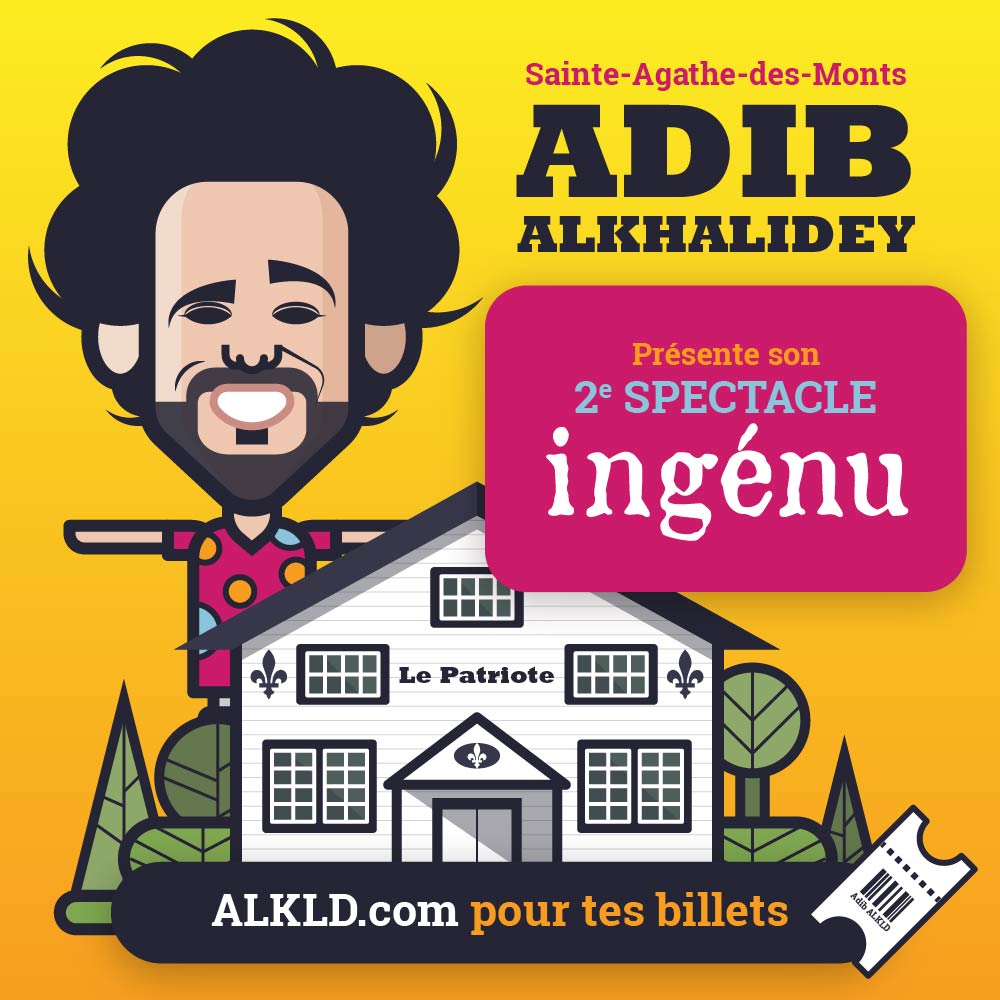 Sainte-Agathe-des-Monts
ADIB
ALKHALIDEY
Présente son
2e SPECTACLE
ingénu
Le Patriote
ALKLD.com pour tes billets
Adib ALKLD